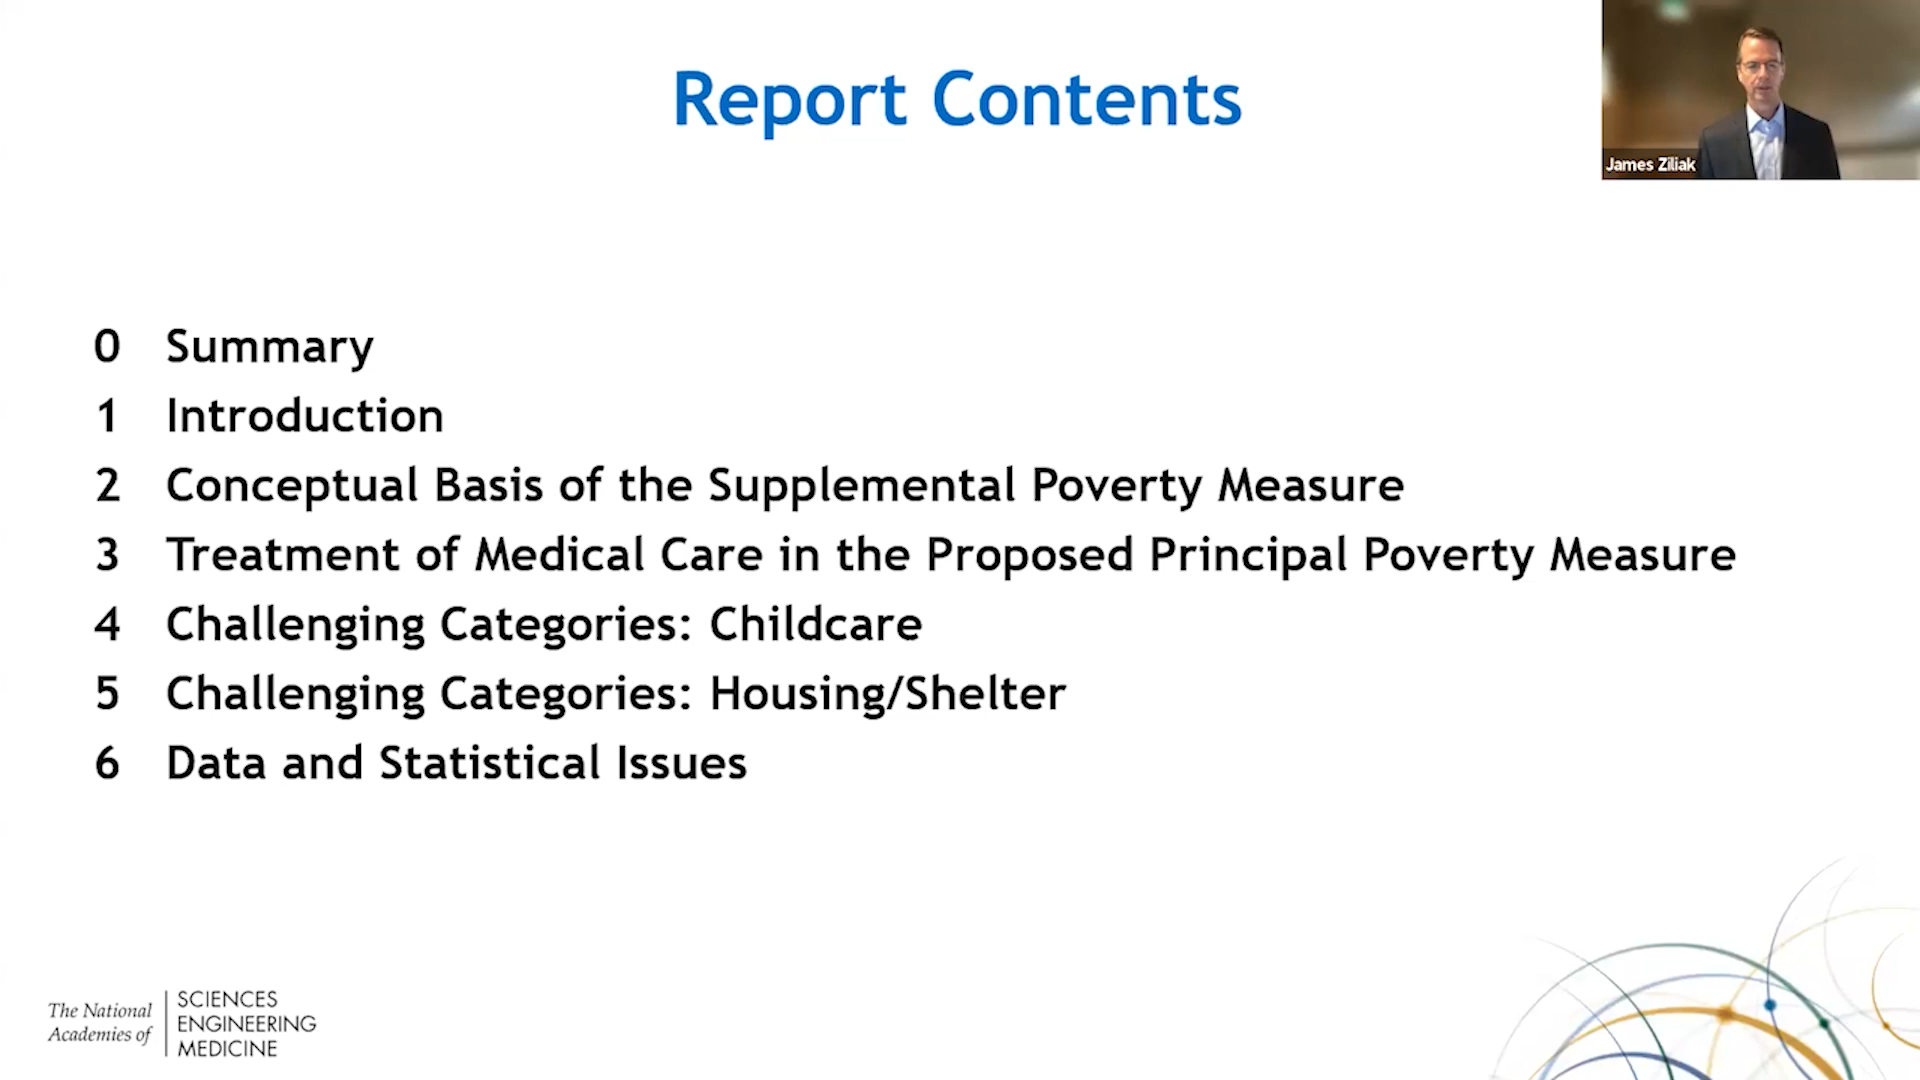 Report Contents
James Ziliak
0 Summary
1 Introduction
2 Conceptual Basis of the Supplemental Poverty Measure
3 Treatment of Medical Care in the Proposed Principal Poverty Measure
4 Challenging Categories: Childcare
5 Challenging Categories: Housing/Shelter
6 Data and Statistical Issues
The National
Academies of
SCIENCES
ENGINEERING
MEDICINE